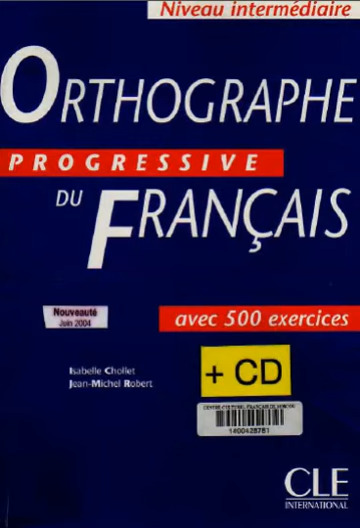 Niveau intermédiaire
ORTHOGRAPHE
PROGRESSIVE
DU FRANÇAIS
Nouveauté
Juin 2004
avec 500 exercices
Isabelle Chollet
Jean-Michel Robert
+ CD
1400428781
CLE
INTERNATIONAL